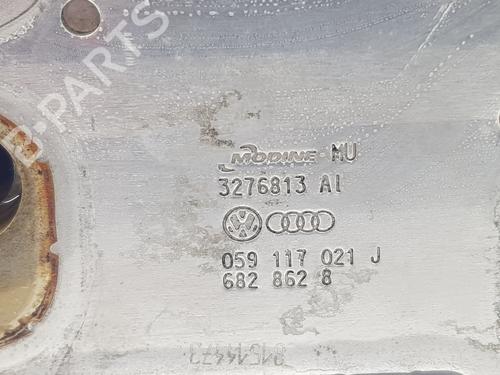 B-PARTS
MODINE-MU
3276813 AI
059 117 021 J
682 862 8